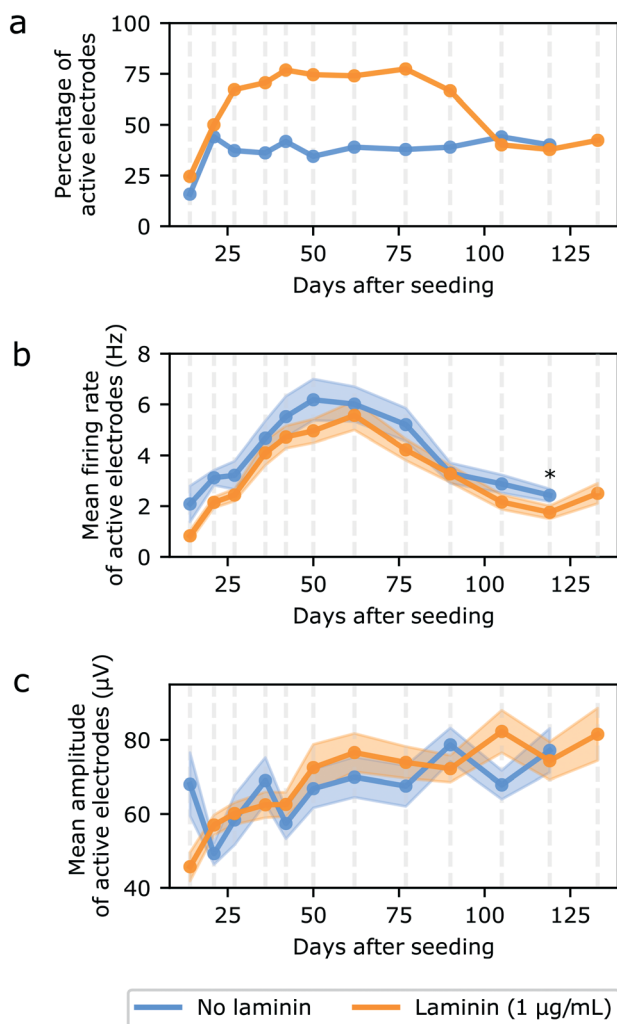 a
Percentage of
active electrodes
100
75
50
25
0
25 50 75 100 125
Days after seeding
b
Mean firing rate
of active electrodes (Hz)
8
6
4
2
0
*
25 50 75 100 125
Days after seeding
c
Mean amplitude
of active electrodes (µV)
80
60
40
25 50 75 100 125
Days after seeding
No laminin Laminin (1 µg/mL)